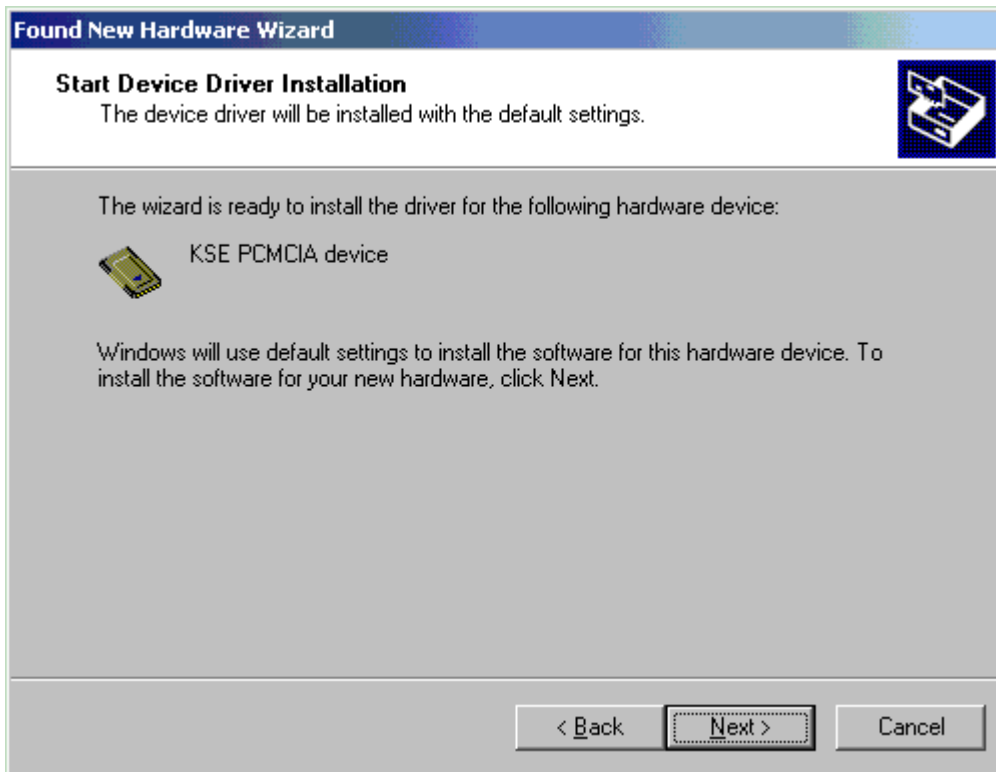 Found New Hardware Wizard
Start Device Driver Installation
The device driver will be installed with the default settings.
The wizard is ready to install the driver for the following hardware device:
KSE PCMCIA device
Windows will use default settings to install the software for this hardware device. To
install the software for your new hardware, click Next.
< Back Next > Cancel